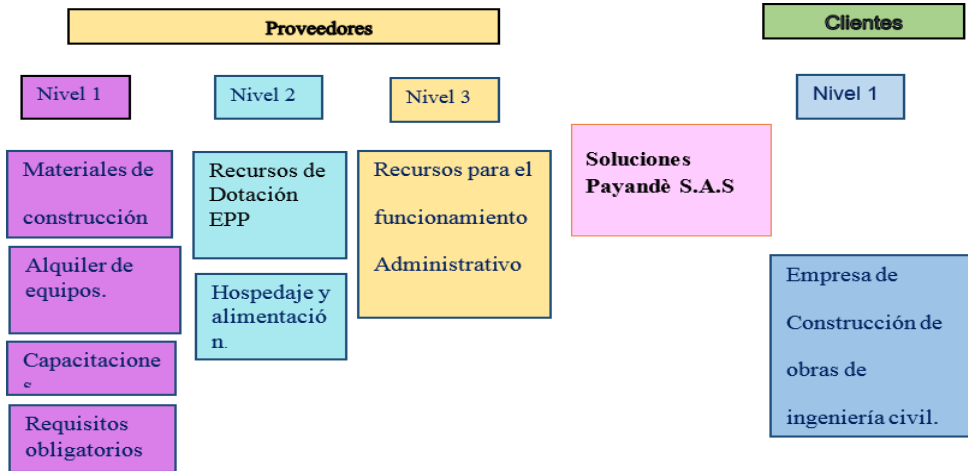 Proveedores
Clientes
Nivel 1
Nivel 2
Nivel 3
Nivel 1
Materiales de
construcción
Alquiler de
equipos.
Capacitacione
s
Requisitos
obligatorios
Recursos de
Dotación
EPP
Hospedaje y
alimentació
n.
Recursos para el
funcionamiento
Administrativo
Soluciones
Payandè S.A.S
Empresa de
Construcción de
obras de
ingeniería civil.